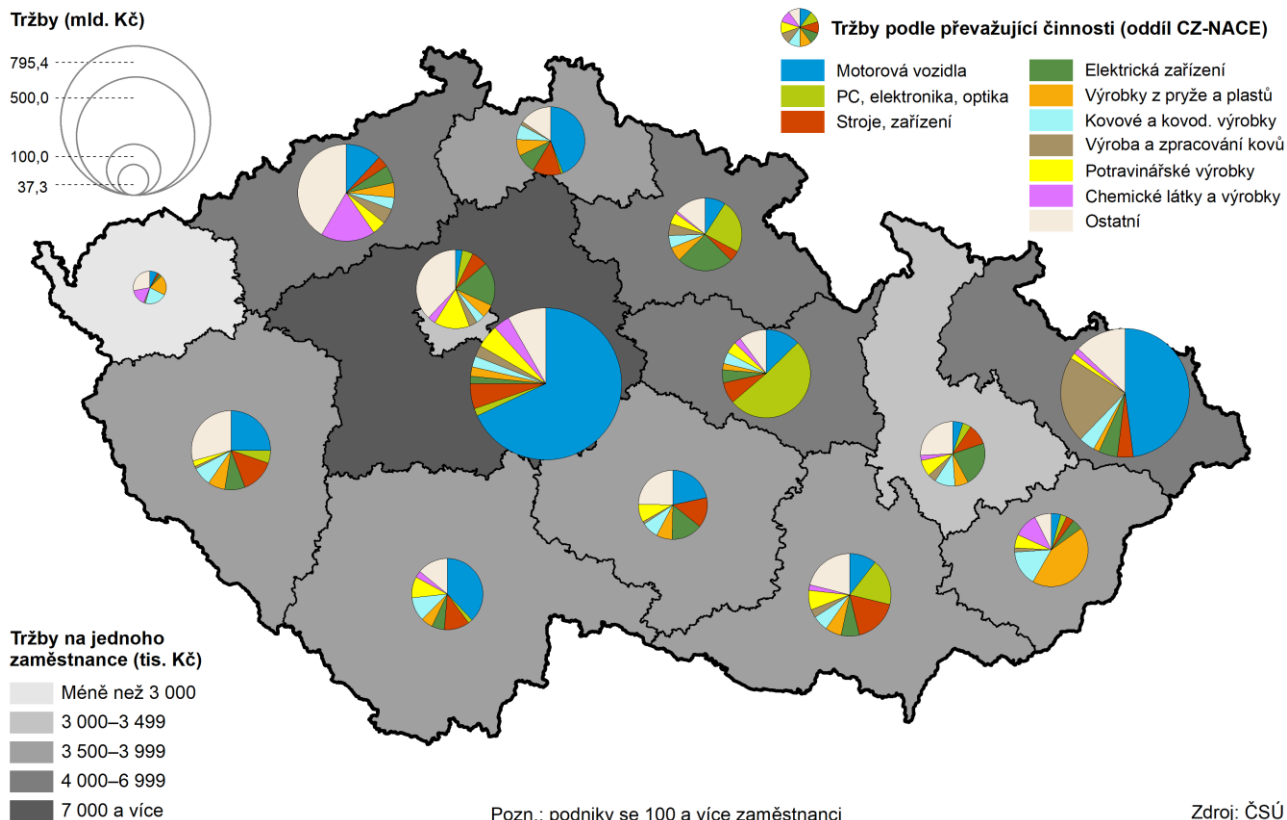 Tržby (mld. Kč)
795,4
500,0
100,0
37,3
Tržby podle převažující činnosti (oddíl CZ-NACE)
Motorová vozidla
PC, elektronika, optika
Stroje, zařízení
Elektrická zařízení
Výrobky z pryže a plastů
Kovové a kovod. výrobky
Výroba a zpracování kovů
Potravinářské výrobky
Chemické látky a výrobky
Ostatní
Tržby na jednoho
zaměstnance (tis. Kč)
Méně než 3 000
3 000–3 499
3 500–3 999
4 000–6 999
7 000 a více
Pozn.: podniky se 100 a více zaměstnanci
Zdroj: ČSÚ